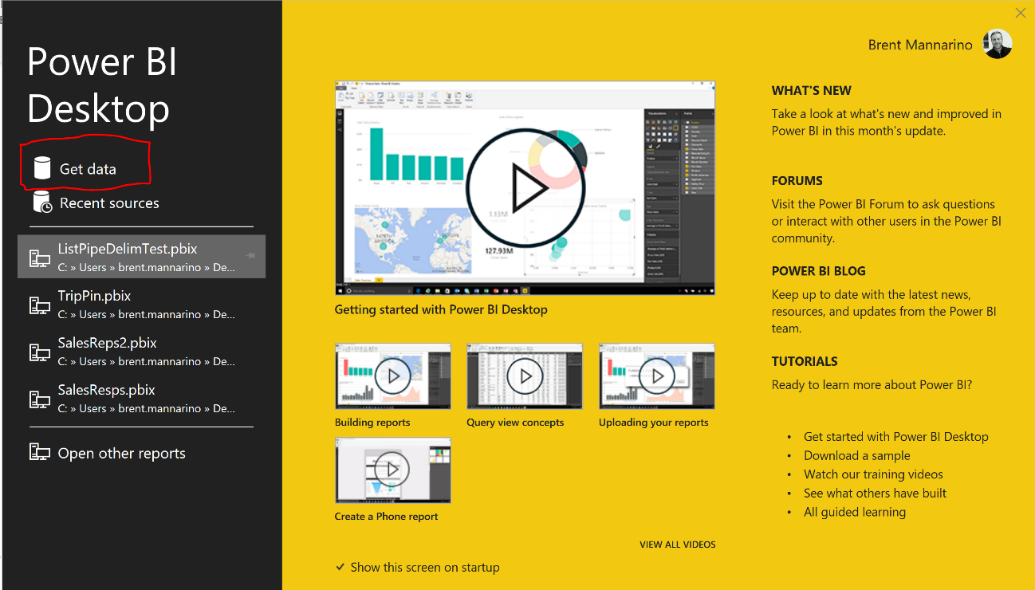 Power BI
Desktop
Get data
Recent sources
ListPipeDelimTest.pbix
C: » Users » brent.mannarino » De...
TripPin.pbix
C: » Users » brent.mannarino » De...
SalesReps2.pbix
C: » Users » brent.mannarino » De...
SalesResps.pbix
C: » Users » brent.mannarino » De...
Open other reports
1.13M
127.93M
Getting started with Power BI Desktop
Building reports
Query view concepts
Uploading your reports
Create a Phone report
VIEW ALL VIDEOS
Show this screen on startup
Brent Mannarino
WHAT'S NEW
Take a look at what's new and improved in
Power BI in this month's update.
FORUMS
Visit the Power BI Forum to ask questions
or interact with other users in the Power BI
community.
POWER BI BLOG
Keep up to date with the latest news,
resources, and updates from the Power BI
team.
TUTORIALS
Ready to learn more about Power BI?
• Get started with Power BI Desktop
• Download a sample
• Watch our training videos
• See what others have built
• All guided learning